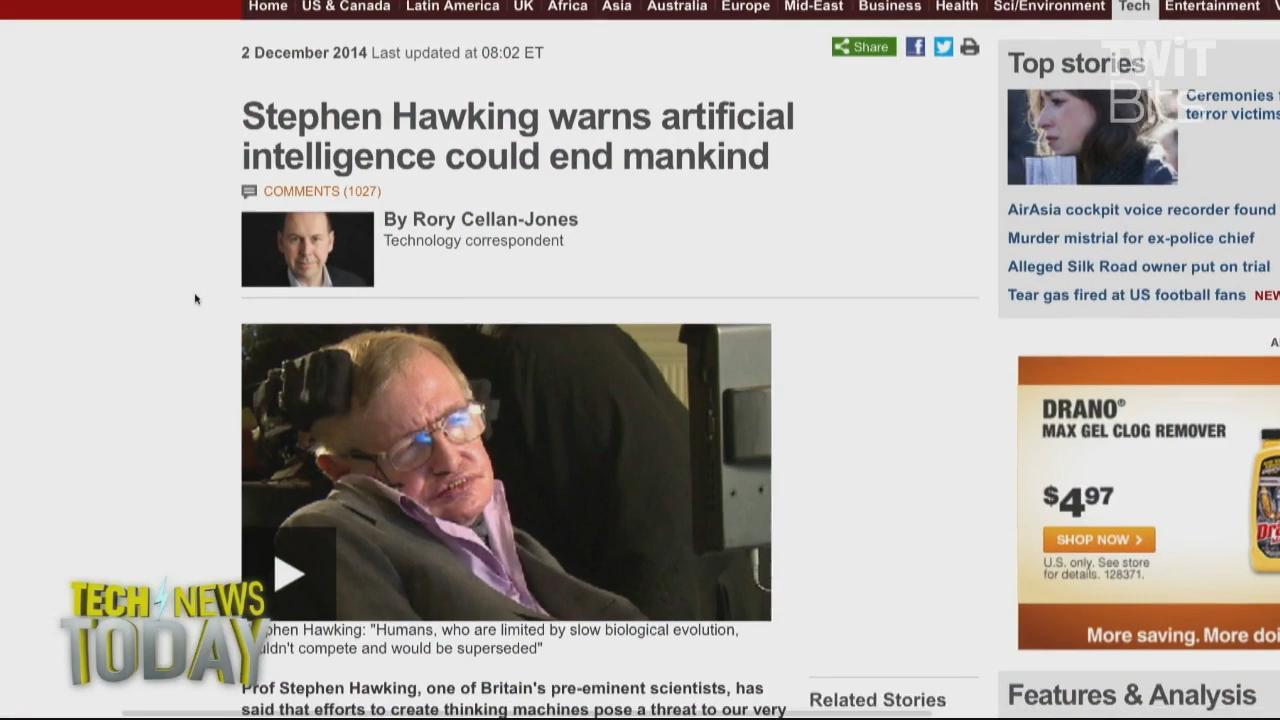 Home US & Canada Latin America UK Africa Asia Australia Europe Mid-East Business Health Sci/Environment Tech Entertainment
2 December 2014 Last updated at 08:02 ET
Share
Stephen Hawking warns artificial
intelligence could end mankind
COMMENTS (1027)
By Rory Cellan-Jones
Technology correspondent
phen Hawking: "Humans, who are limited by slow biological evolution,
uldn't compete and would be superseded"
Prof Stephen Hawking, one of Britain's pre-eminent scientists, has
said that efforts to create thinking machines pose a threat to our very
Related Stories
TWiT
Bits
Top stories
Ceremonies
terror victims
AirAsia cockpit voice recorder found
Murder mistrial for ex-police chief
Alleged Silk Road owner put on trial
Tear gas fired at US football fans NEW
DRANO®
MAX GEL CLOG REMOVER
$4 97
SHOP NOW
U.S. only. See store
for details. 128371.
More saving. More doi
Features & Analysis
TECH NEWS
TODAY